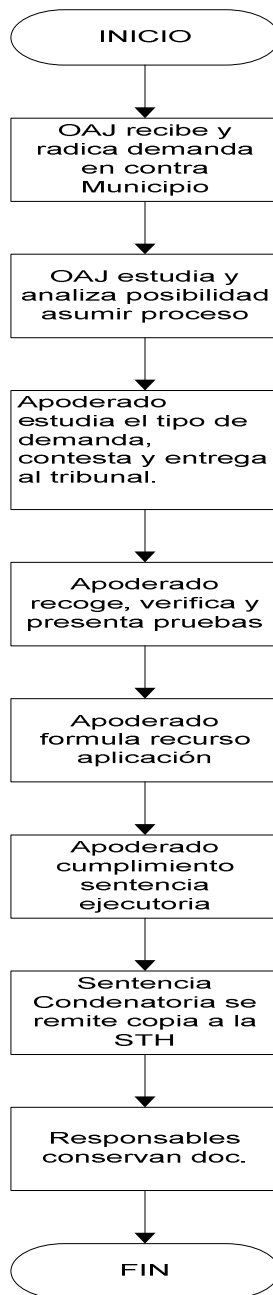 INICIO
OAJ recibe y
radica demanda
en contra
Municipio
OAJ estudia y
analiza posibilidad
asumir proceso
Apoderado
estudia el tipo de
demanda,
contesta y entrega
al tribunal.
Apoderado
recoge, verifica y
presenta pruebas
Apoderado
formula recurso
aplicación
Apoderado
cumplimiento
sentencia
ejecutoria
Sentencia
Condenatoria se
remite copia a la
STH
Responsables
conservan doc.
FIN